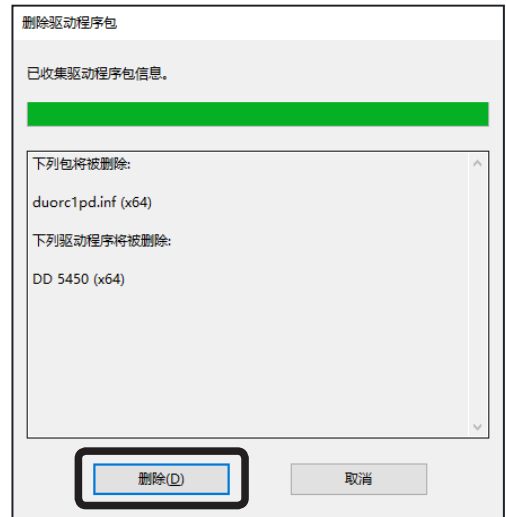 删除驱动程序包
已收集驱动程序包信息。
下列包将被删除:
duorc1pd.inf (x64)
下列驱动程序将被删除:
DD 5450 (x64)
删除(D) 取消